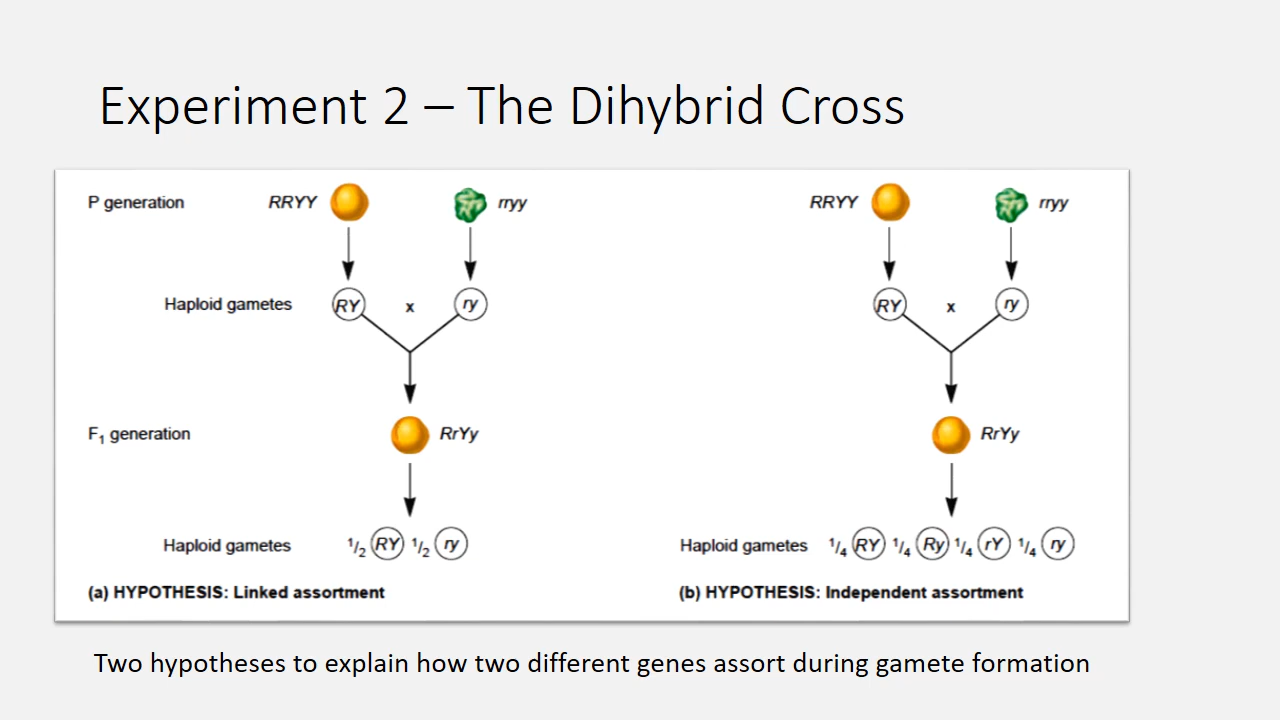 Experiment 2 – The Dihybrid Cross
P generation RRYY rryy RRYY rryy
Haploid gametes RY x ry RY x ry
F₁ generation RrYy RrYy
Haploid gametes 1/2 RY 1/2 ry Haploid gametes 1/4 RY 1/4 Ry 1/4 rY 1/4 ry
(a) HYPOTHESIS: Linked assortment (b) HYPOTHESIS: Independent assortment
Two hypotheses to explain how two different genes assort during gamete formation